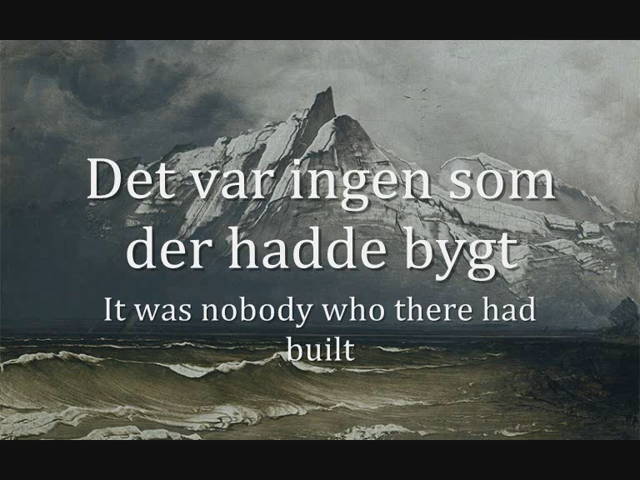 Det var ingen som
der hadde bygt
It was nobody who there had
built